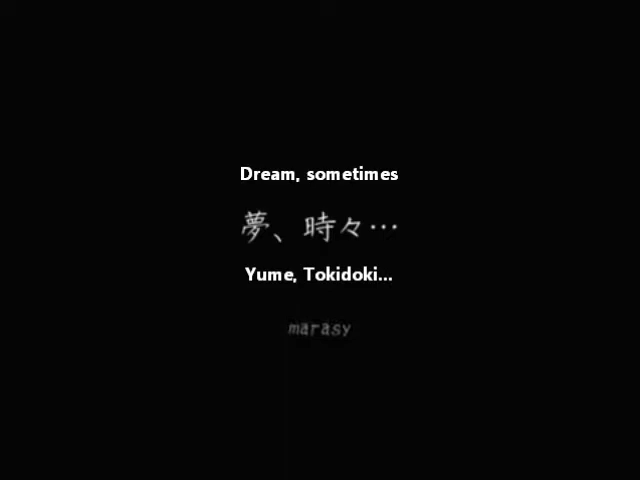 Dream, sometimes
夢、時々…
Yume, Tokidoki...
marasy